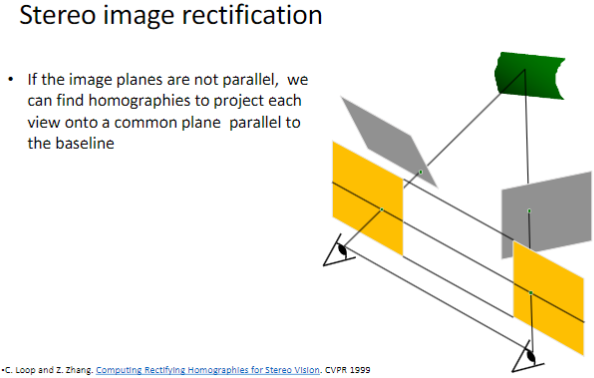 Stereo image rectification
• If the image planes are not parallel, we
can find homographies to project each
view onto a common plane parallel to
the baseline
•C. Loop and Z. Zhang. Computing Rectifying Homographies for Stereo Vision. CVPR 1999